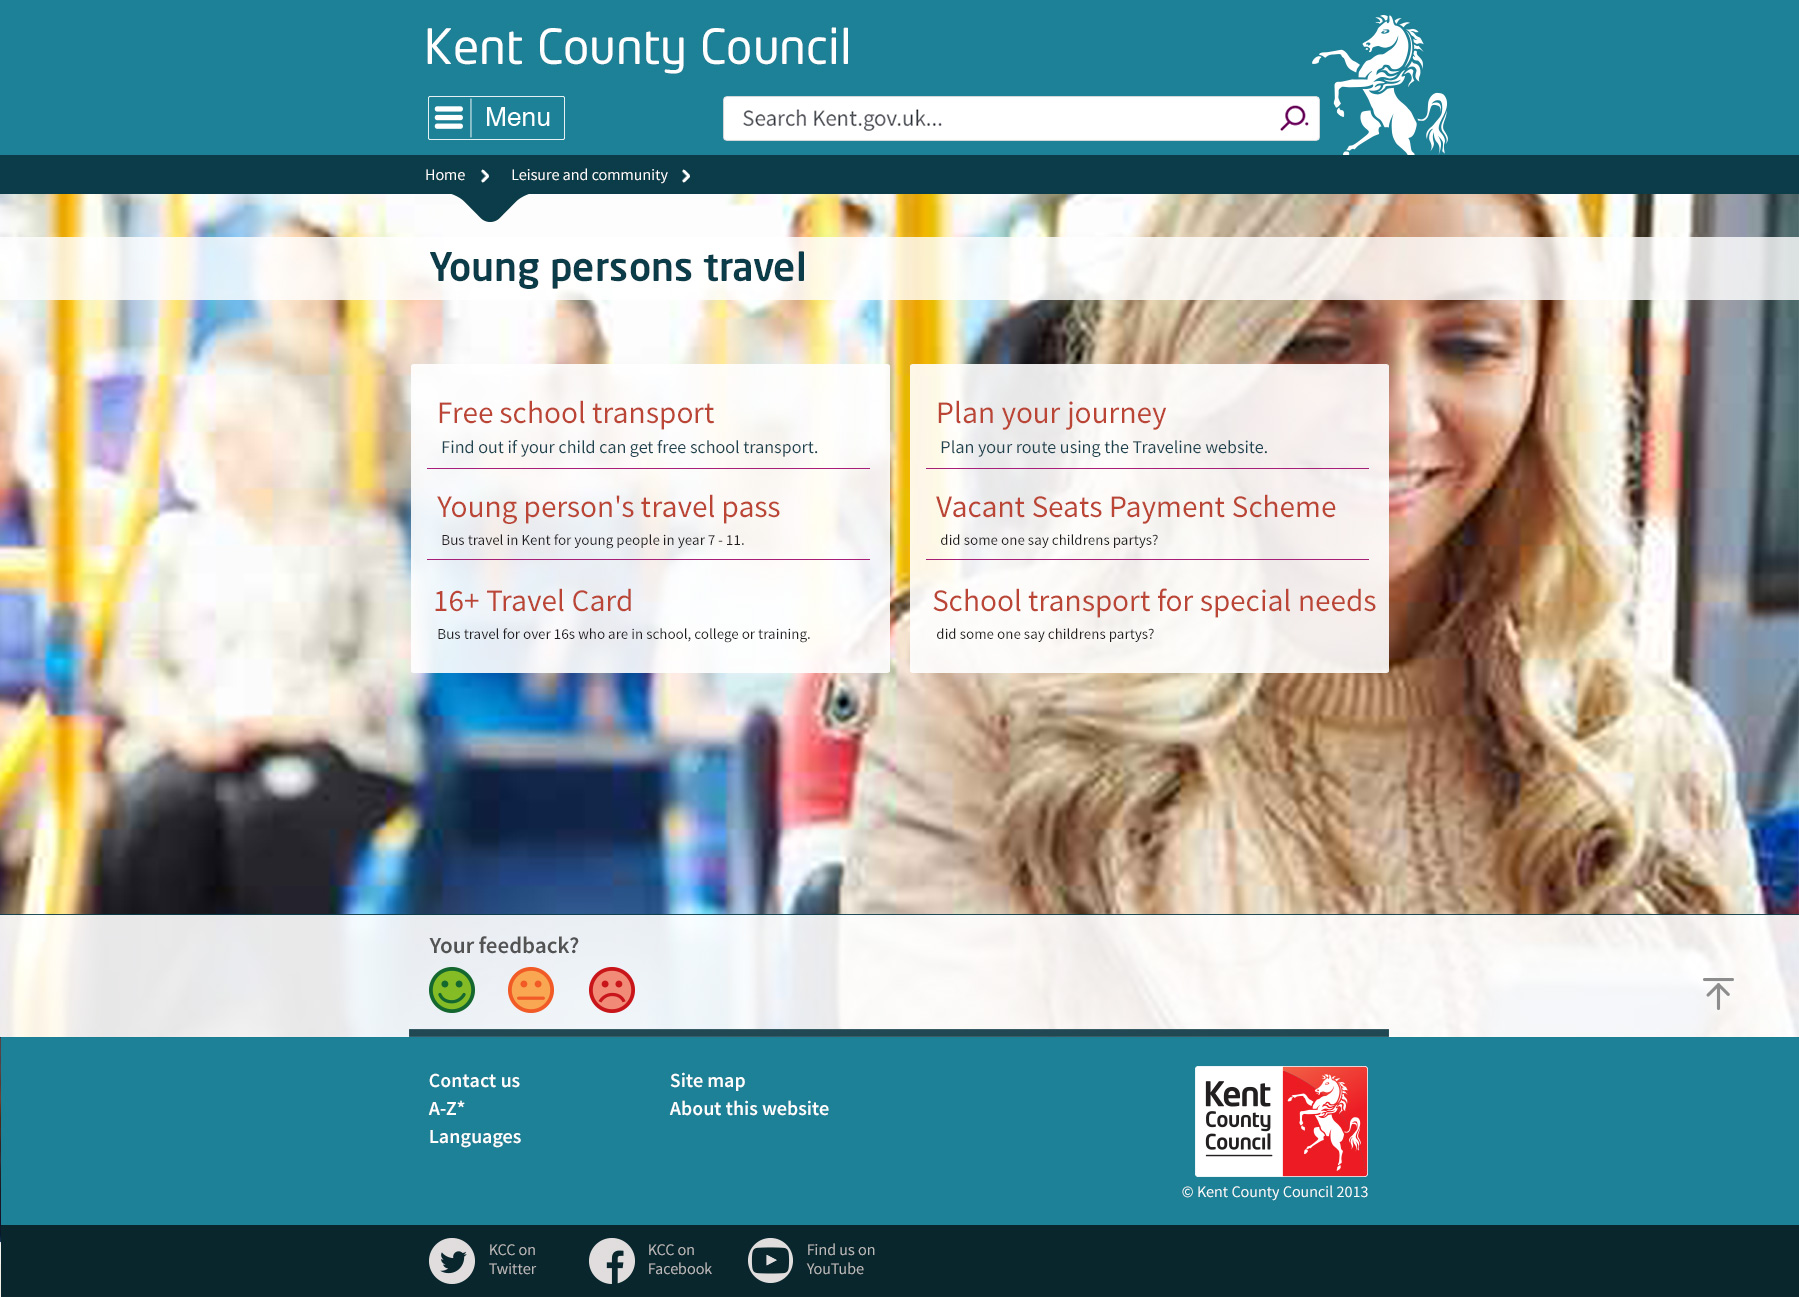 Kent County Council
Menu
Search Kent.gov.uk...
Home
Leisure and community
Young persons travel
Free school transport
Find out if your child can get free school transport.
Young person's travel pass
Bus travel in Kent for young people in year 7 - 11.
16+ Travel Card
Bus travel for over 16s who are in school, college or training.
Plan your journey
Plan your route using the Traveline website.
Vacant Seats Payment Scheme
did some one say childrens partys?
School transport for special needs
did some one say childrens partys?
Your feedback?
Contact us
A-Z*
Languages
Site map
About this website
Kent
County
Council
© Kent County Council 2013
KCC on
Twitter
KCC on
Facebook
Find us on
YouTube